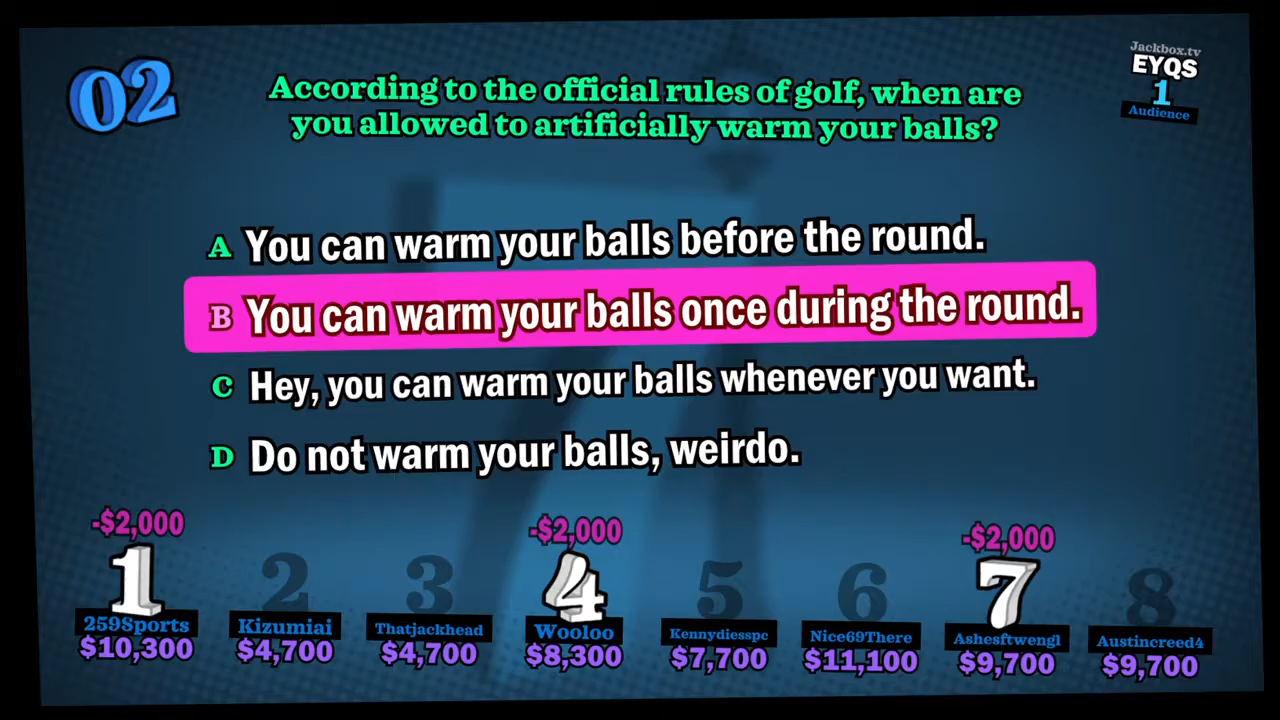 02
According to the official rules of golf, when are
you allowed to artificially warm your balls?
Jackbox.tv
EYQS
1
Audience
A You can warm your balls before the round.
B You can warm your balls once during the round.
C Hey, you can warm your balls whenever you want.
D Do not warm your balls, weirdo.
-$2,000 -$2,000 -$2,000
1 2 3 4 5 6 7 8
259Sports Kizumiai Thatjackhead Wooloo Kennydiesspc Nice69There Ashesftwengl Austincreed4
$10,300 $4,700 $4,700 $8,300 $7,700 $11,100 $9,700 $9,700